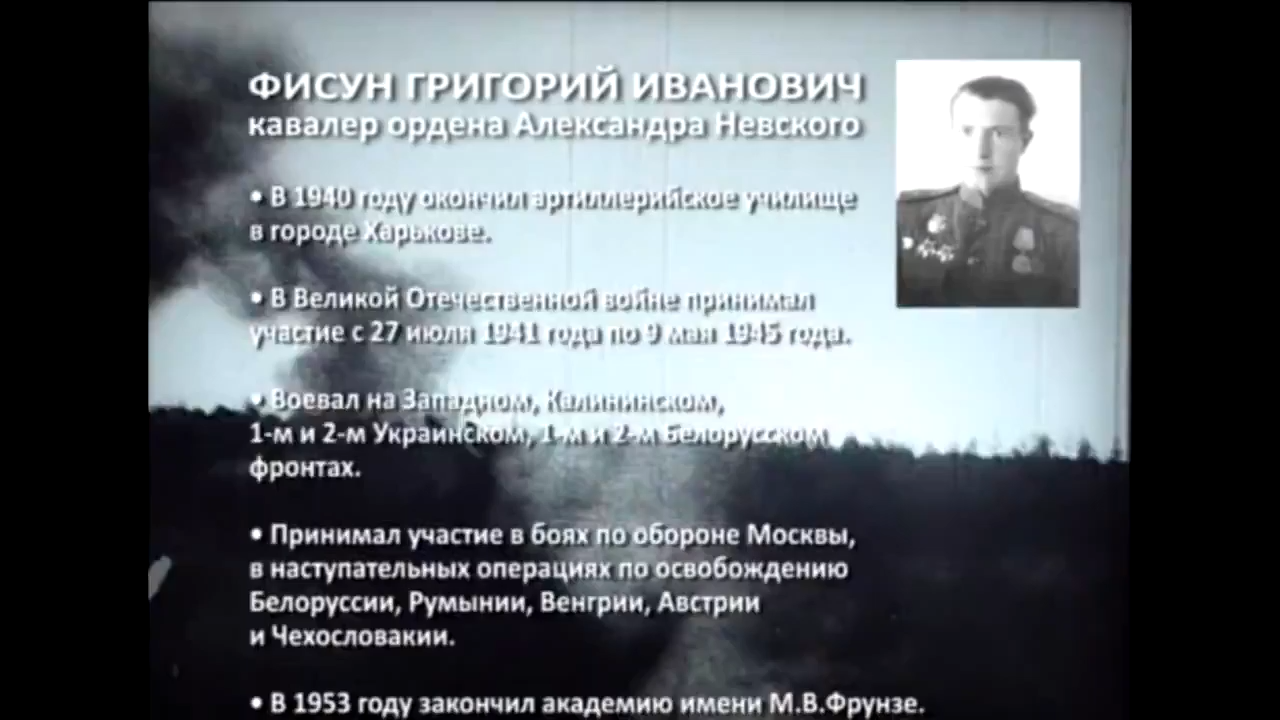 ФИСУН ГРИГОРИЙ ИВАНОВИЧ
кавалер ордена Александра Невского
• В 1940 году окончил артиллерийское училище
в городе Харькове.
• В Великой Отечественной войне принимал
участие с 27 июля 1941 года по 9 мая 1945 года.
• Воевал на Западном, Калининском,
1-м и 2-м Украинском, 1-м и 2-м Белорусском
фронтах.
• Принимал участие в боях по обороне Москвы,
в наступательных операциях по освобождению
Белоруссии, Румынии, Венгрии, Австрии
и Чехословакии.
• В 1953 году закончил академию имени М.В.Фрунзе.